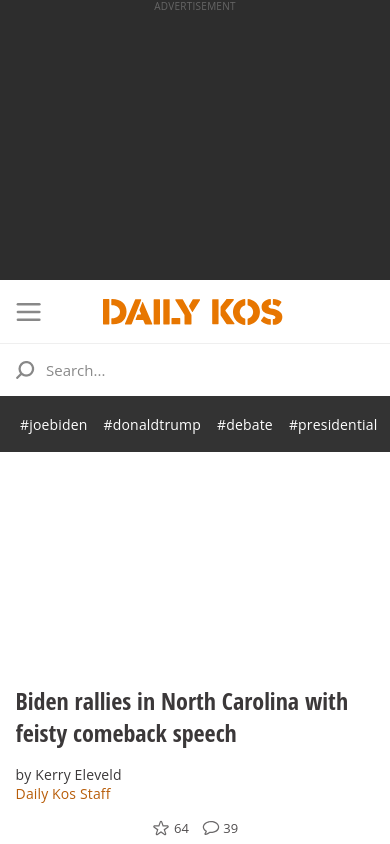 ADVERTISEMENT
DAILY KOS
Search...
#joebiden #donaldtrump #debate #presidential
Biden rallies in North Carolina with
feisty comeback speech
by Kerry Eleveld
Daily Kos Staff
64 39